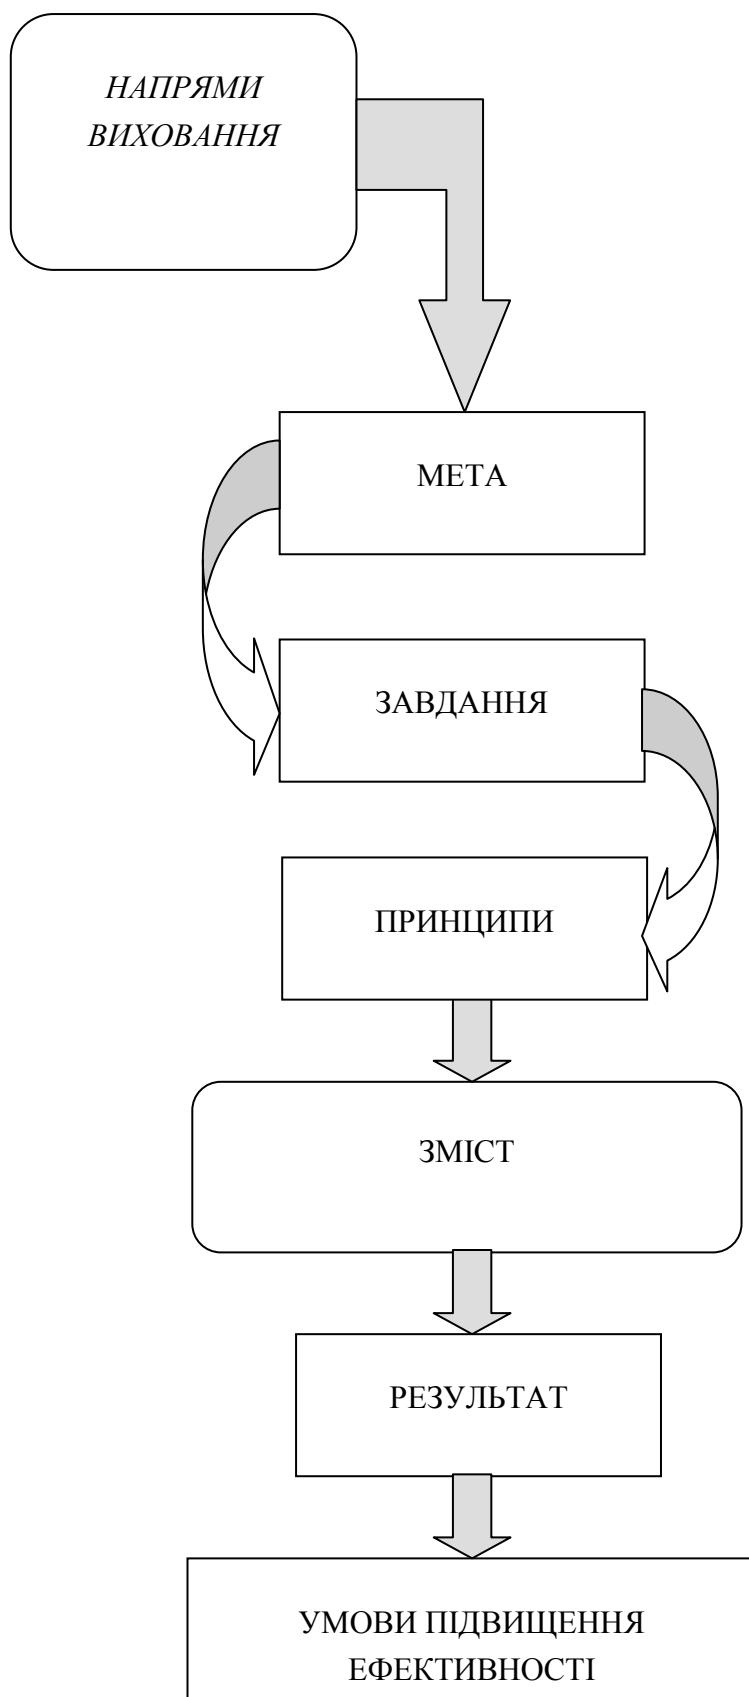 НАПРЯМИ
ВИХОВАННЯ
МЕТА
ЗАВДАННЯ
ПРИНЦИПИ
ЗМІСТ
РЕЗУЛЬТАТ
УМОВИ ПІДВИЩЕННЯ
ЕФЕКТИВНОСТІ